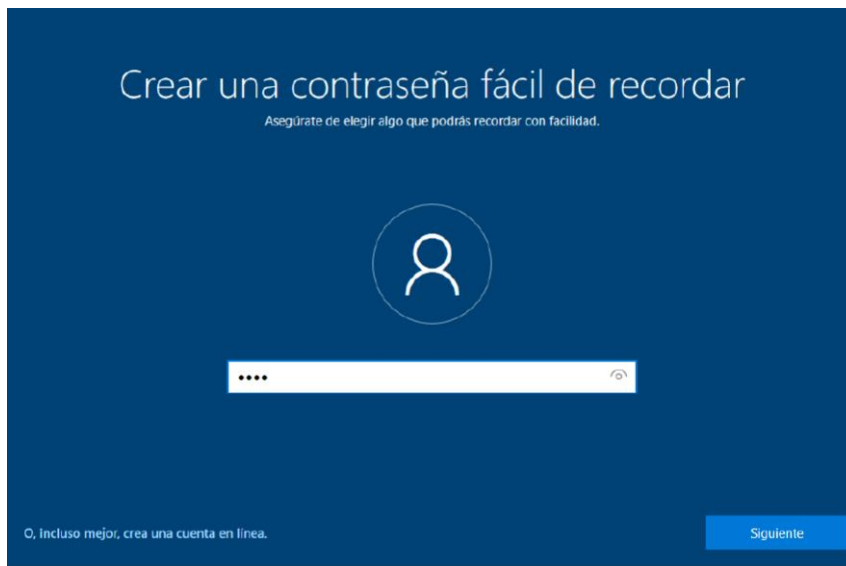 Crear una contraseña fácil de recordar
Asegúrate de elegir algo que podrás recordar con facilidad.
••••
O, incluso mejor, crea una cuenta en línea.
Siguiente